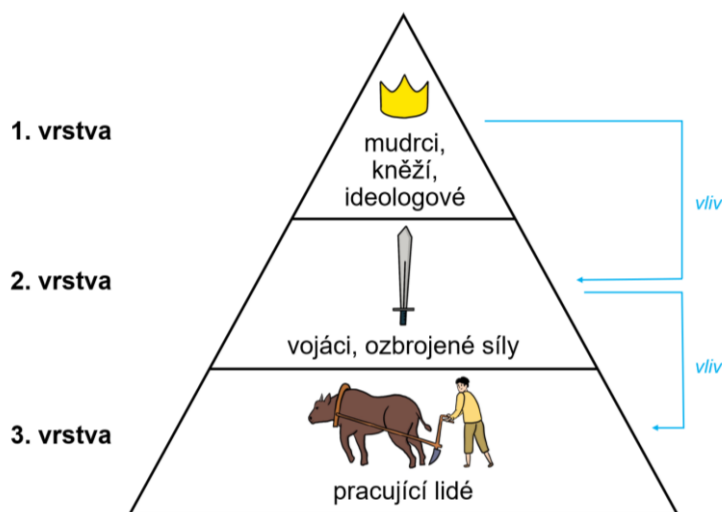 1. vrstva
mudrci,
kněží,
ideologové
vliv
2. vrstva
vojáci, ozbrojené síly
vliv
3. vrstva
pracující lidé